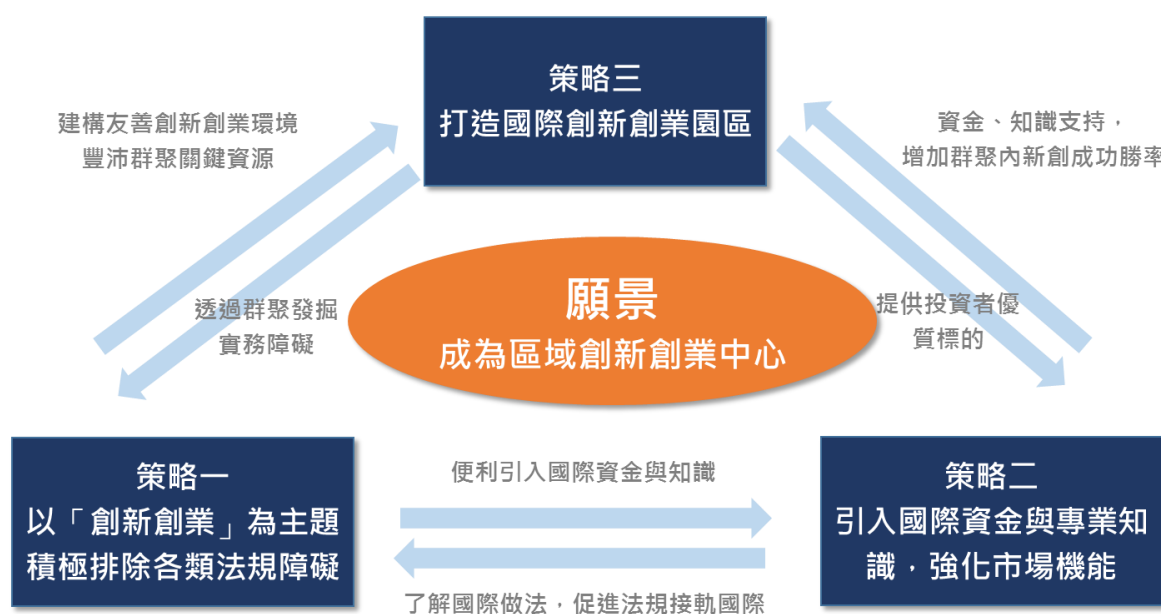 策略三
打造國際創新創業園區
建構友善創新創業環境
豐沛群聚關鍵資源
資金、知識支持，
增加群聚內新創成功勝率
透過群聚發掘
實務障礙
願景
成為區域創新創業中心
提供投資者優
質標的
策略一
以「創新創業」為主題
積極排除各類法規障礙
便利引入國際資金與知識
了解國際做法，促進法規接軌國際
策略二
引入國際資金與專業知
識，強化市場機能